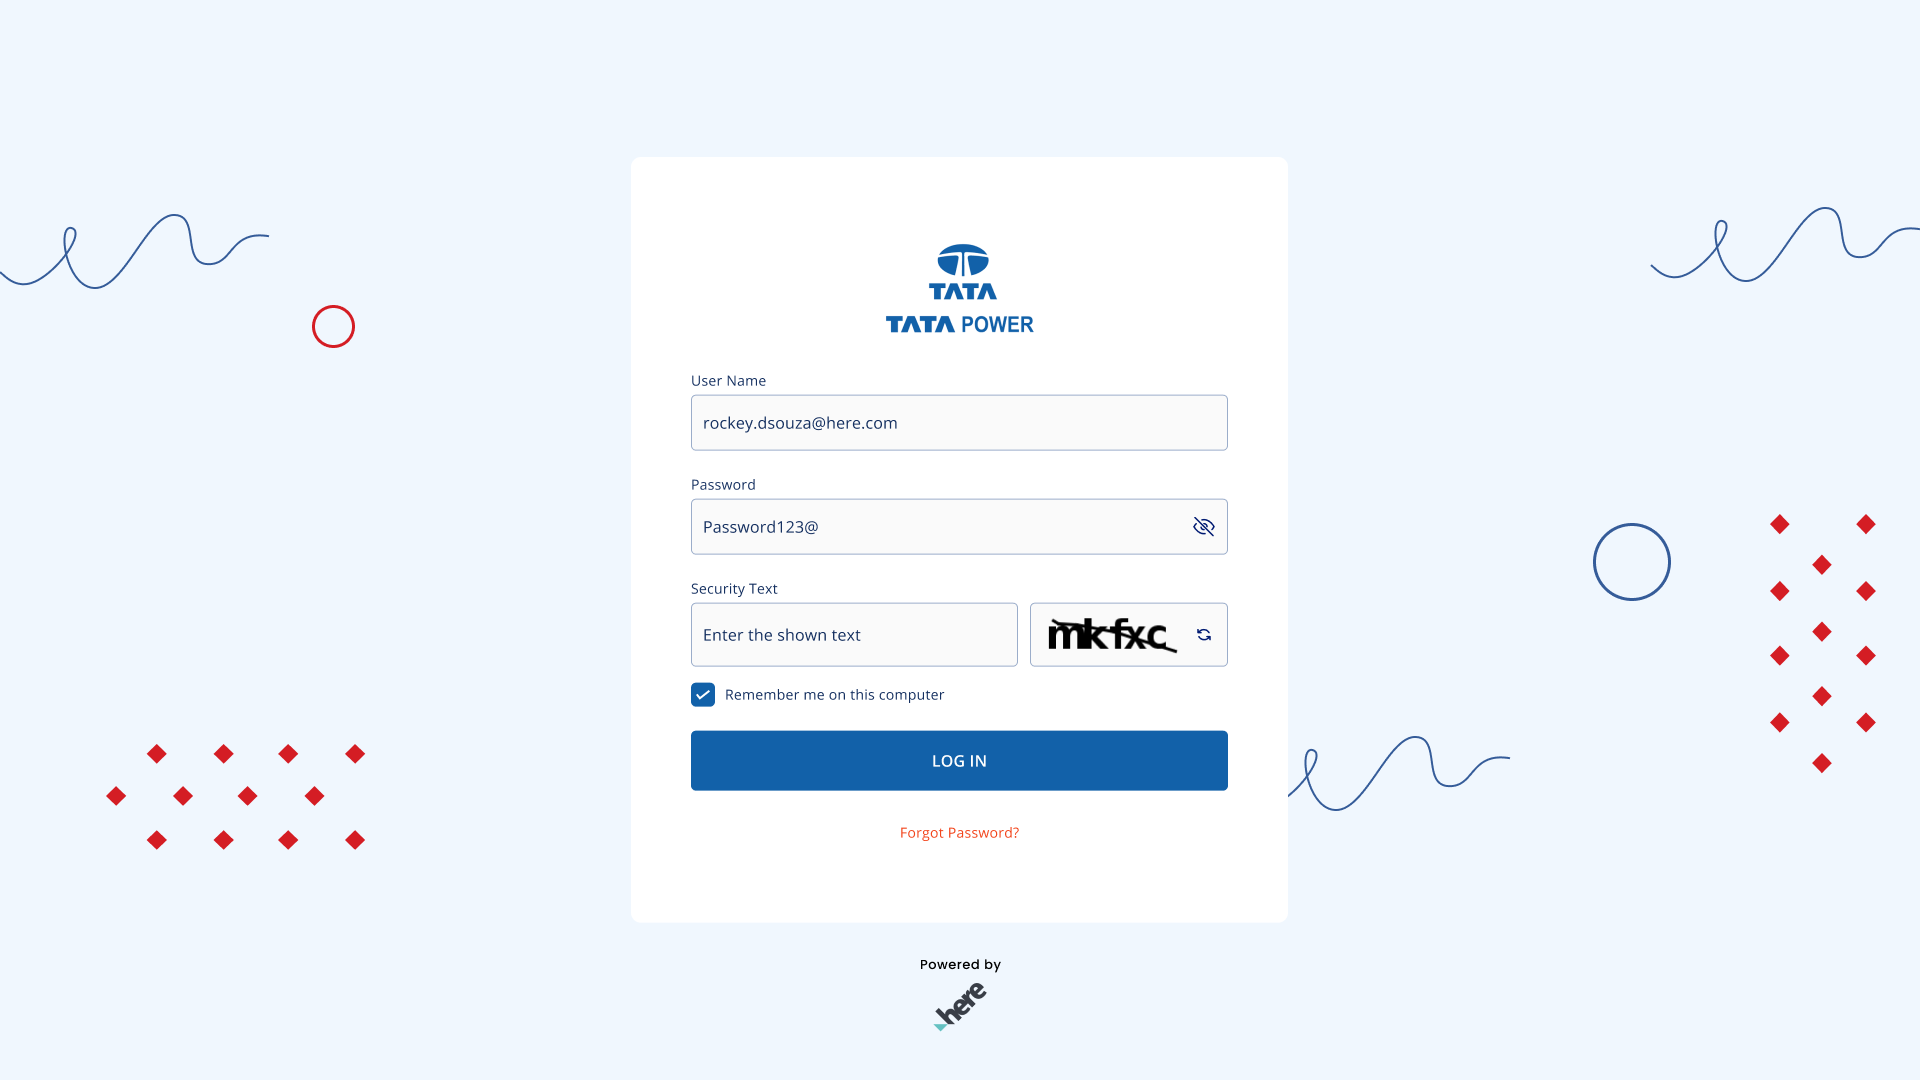 TATA
TATA POWER
User Name
rockey.dsouza@here.com
Password
Password123@
Security Text
Enter the shown text
mkfxc
Remember me on this computer
LOG IN
Forgot Password?
Powered by
here